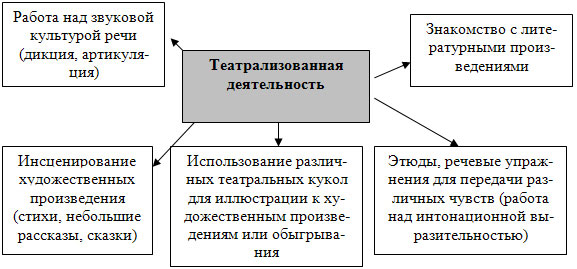 Работа над звуковой
культурой речи
(дикция, артикуля-
ция)
Театрализованная
деятельность
Знакомство с лите-
ратурными произ-
ведениями
Инсценирование
художественных
произведения
(стихи, небольшие
рассказы, сказки)
Использование различ-
ных театральных кукол
для иллюстрации к ху-
дожественным произве-
дениям или обыгрыва-
ния
Этюды, речевые упраж-
нения для передачи раз-
личных чувств (работа
над интонационной вы-
разительностью)